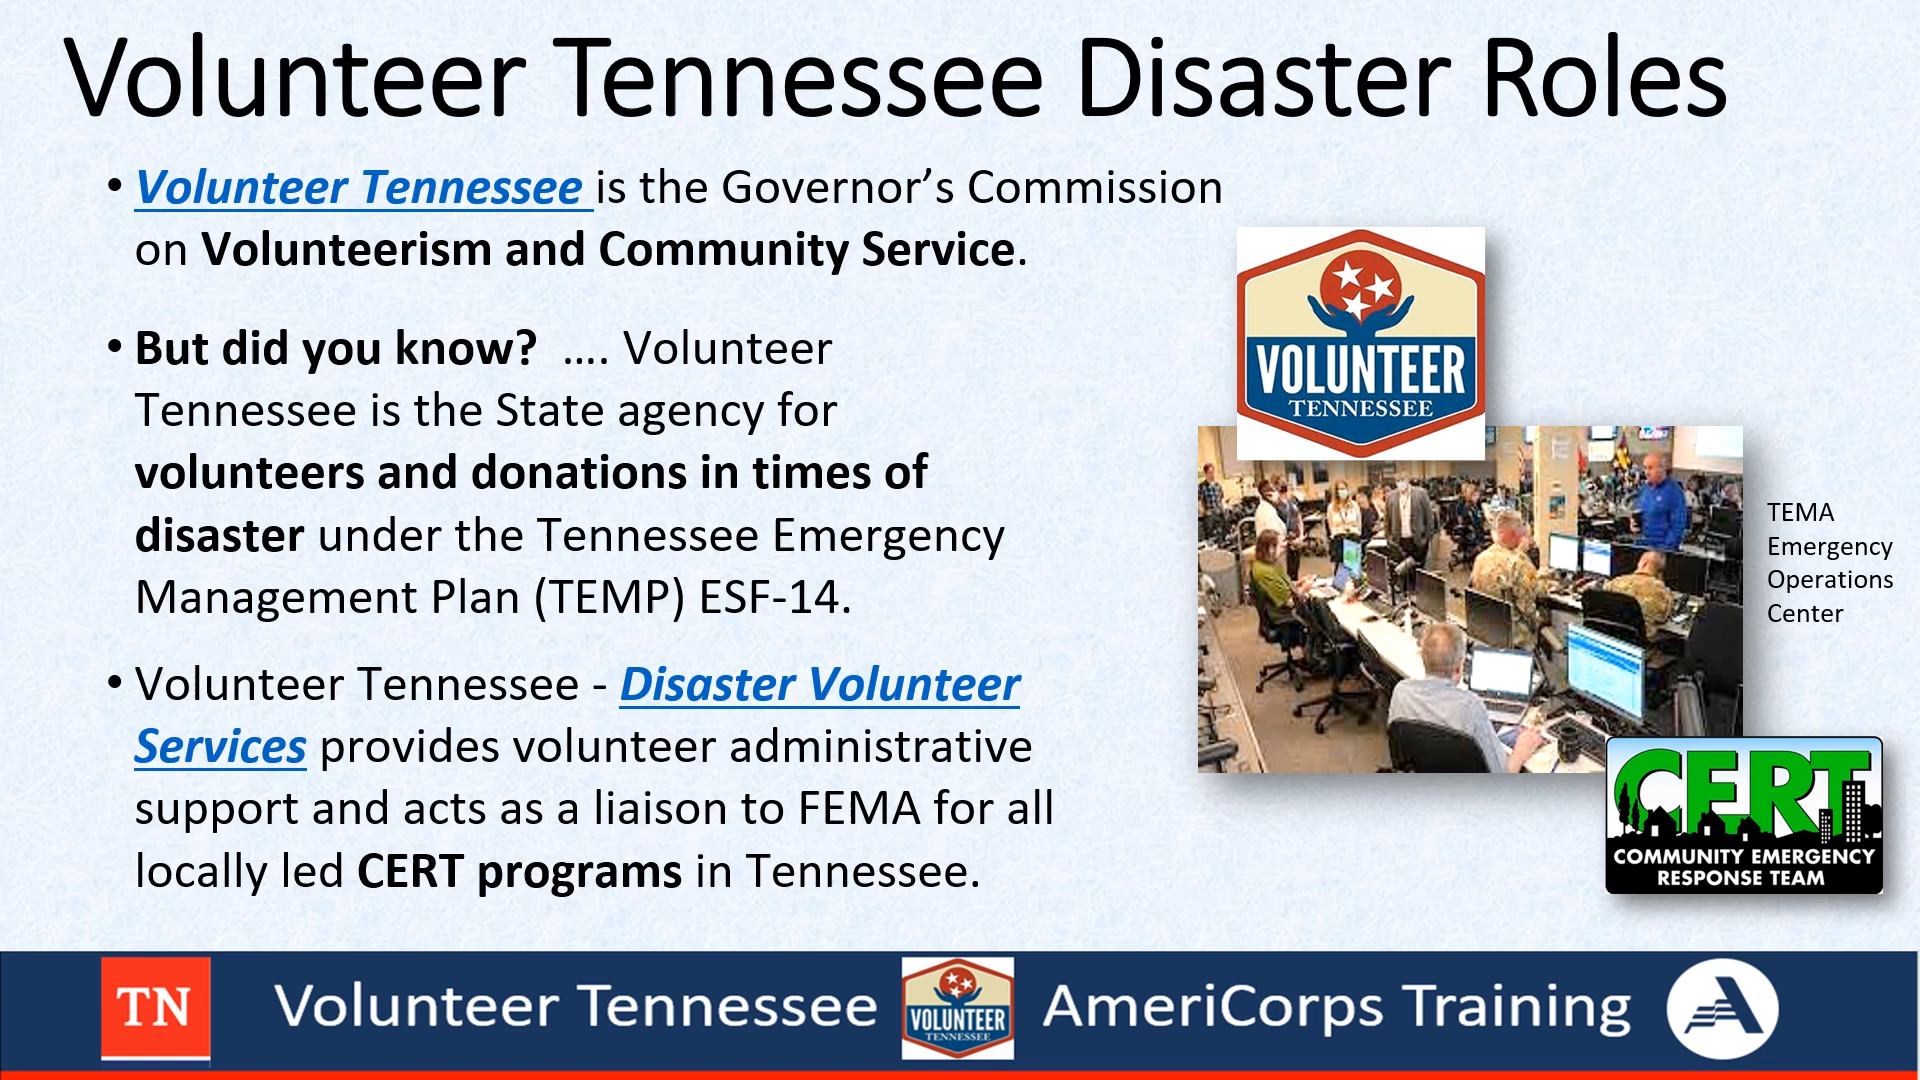 Volunteer Tennessee Disaster Roles
• Volunteer Tennessee is the Governor’s Commission
on Volunteerism and Community Service.
• But did you know?  …. Volunteer
Tennessee is the State agency for
volunteers and donations in times of
disaster under the Tennessee Emergency
Management Plan (TEMP) ESF-14.
• Volunteer Tennessee - Disaster Volunteer
Services provides volunteer administrative
support and acts as a liaison to FEMA for all
locally led CERT programs in Tennessee.
VOLUNTEER
TENNESSEE
TEMA
Emergency
Operations
Center
CERT
COMMUNITY EMERGENCY
RESPONSE TEAM
TN
Volunteer Tennessee
VOLUNTEER
TENNESSEE
AmeriCorps Training